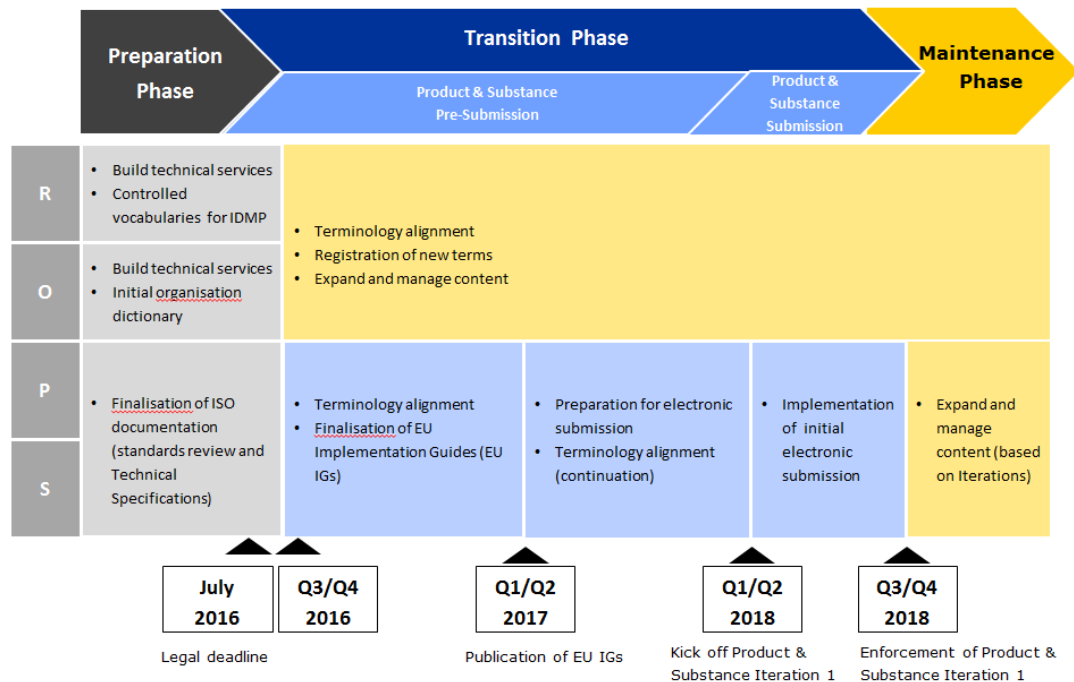 Preparation
Phase
Transition Phase
Maintenance
Phase
Product & Substance
Pre-Submission
Product &
Substance
Submission
R
• Build technical services
• Controlled
vocabularies for IDMP
• Terminology alignment
• Registration of new terms
• Expand and manage content
O
• Build technical services
• Initial organisation
dictionary
P
S
• Finalisation of ISO
documentation
(standards review and
Technical
Specifications)
• Terminology alignment
• Finalisation of EU
Implementation Guides (EU
IGs)
• Preparation for electronic
submission
• Terminology alignment
(continuation)
• Implementation
of initial
electronic
submission
• Expand and
manage
content (based
on Iterations)
July
2016
Q3/Q4
2016
Q1/Q2
2017
Q1/Q2
2018
Q3/Q4
2018
Legal deadline
Publication of EU IGs
Kick off Product &
Substance Iteration 1
Enforcement of Product &
Substance Iteration 1